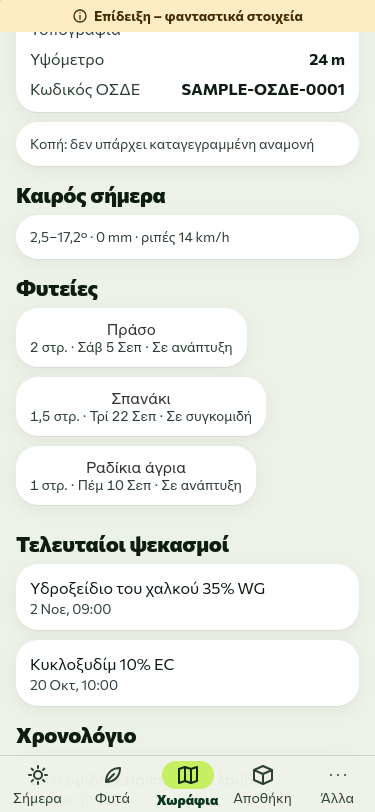 Επίδειξη – φανταστικά στοιχεία
Τοπογραφία
Υψόμετρο 24 m
Κωδικός ΟΣΔΕ SAMPLE-ΟΣΔΕ-0001
Κοπή: δεν υπάρχει καταγεγραμμένη αναμονή
Καιρός σήμερα
2,5–17,2° · 0 mm · ριπές 14 km/h
Φυτείες
Πράσο
2 στρ. · Σάβ 5 Σεπ · Σε ανάπτυξη
Σπανάκι
1,5 στρ. · Τρί 22 Σεπ · Σε συγκομιδή
Ραδίκια άγρια
1 στρ. · Πέμ 10 Σεπ · Σε ανάπτυξη
Τελευταίοι ψεκασμοί
Υδροξείδιο του χαλκού 35% WG
2 Νοε, 09:00
Κυκλοξυδίμ 10% EC
20 Οκτ, 10:00
Χρονολόγιο
Σήμερα Φυτά Χωράφια Αποθήκη Άλλα